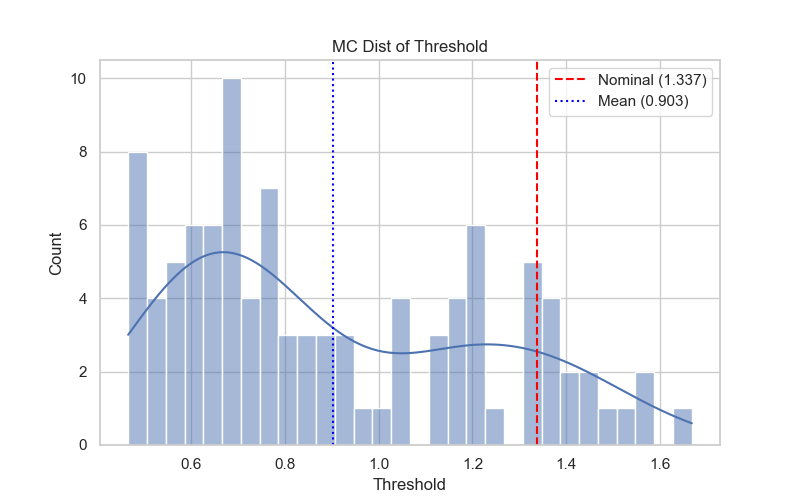 MC Dist of Threshold
Nominal (1.337)
Mean (0.903)
10
8
6
4
2
0
Count
0.6 0.8 1.0 1.2 1.4 1.6
Threshold